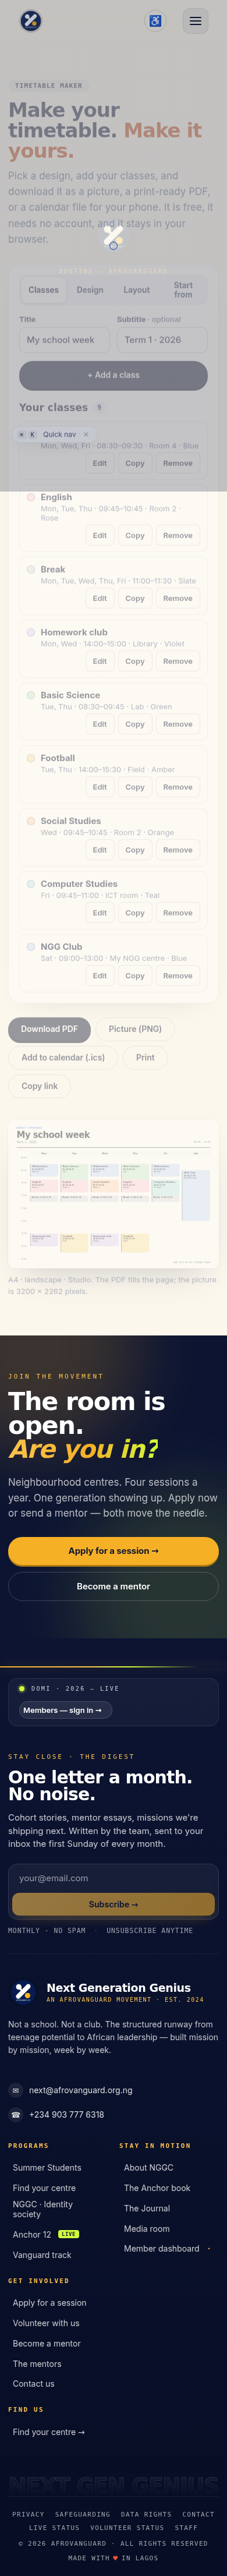 TIMETABLE MAKER
Make your
timetable. Make it
yours.
Pick a design, add your classes, and
download it as a picture, a print-ready PDF,
or a calendar file for your phone. It is free, it
needs no account, and it stays in your
browser.
Classes
Design
Layout
Start from
Title
Subtitle · optional
My school week
Term 1 · 2026
+ Add a class
Your classes 9
K Quick nav ×
Mon, Wed, Fri · 08:30–09:30 · Room 4 · Blue
Edit Copy Remove
English
Mon, Tue, Thu · 09:45–10:45 · Room 2 ·
Rose
Edit Copy Remove
Break
Mon, Tue, Wed, Thu, Fri · 11:00–11:30 · Slate
Edit Copy Remove
Homework club
Mon, Wed · 14:00–15:00 · Library · Violet
Edit Copy Remove
Basic Science
Tue, Thu · 08:30–09:45 · Lab · Green
Edit Copy Remove
Football
Tue, Thu · 14:00–15:30 · Field · Amber
Edit Copy Remove
Social Studies
Wed · 09:45–10:45 · Room 2 · Orange
Edit Copy Remove
Computer Studies
Fri · 09:45–11:00 · ICT room · Teal
Edit Copy Remove
NGG Club
Sat · 09:00–13:00 · My NGG centre · Blue
Edit Copy Remove
Download PDF
Picture (PNG)
Add to calendar (.ics)
Print
Copy link
My school week
A4 · landscape · Studio. The PDF fills the page; the picture
is 3200 × 2262 pixels.
JOIN THE MOVEMENT
The room is
open.
Are you in?
Neighbourhood centres. Four sessions a
year. One generation showing up. Apply now
or send a mentor — both move the needle.
Apply for a session →
Become a mentor
DOMI · 2026 — LIVE
Members — sign in →
STAY CLOSE · THE DIGEST
One letter a month.
No noise.
Cohort stories, mentor essays, missions we're
shipping next. Written by the team, sent to your
inbox the first Sunday of every month.
your@email.com
Subscribe →
MONTHLY · NO SPAM · UNSUBSCRIBE ANYTIME
Next Generation Genius
AN AFROVANGUARD MOVEMENT · EST. 2024
Not a school. Not a club. The structured runway from
teenage potential to African leadership — built mission
by mission, week by week.
next@afrovanguard.org.ng
+234 903 777 6318
PROGRAMS
Summer Students
Find your centre
NGGC · Identity
society
Anchor 12 LIVE
Vanguard track
STAY IN MOTION
About NGGC
The Anchor book
The Journal
Media room
Member dashboard
GET INVOLVED
Apply for a session
Volunteer with us
Become a mentor
The mentors
Contact us
FIND US
Find your centre →
NEXT GEN GENIUS
PRIVACY SAFEGUARDING DATA RIGHTS CONTACT
LIVE STATUS VOLUNTEER STATUS STAFF
© 2026 AFROVANGUARD · ALL RIGHTS RESERVED
MADE WITH ♥ IN LAGOS